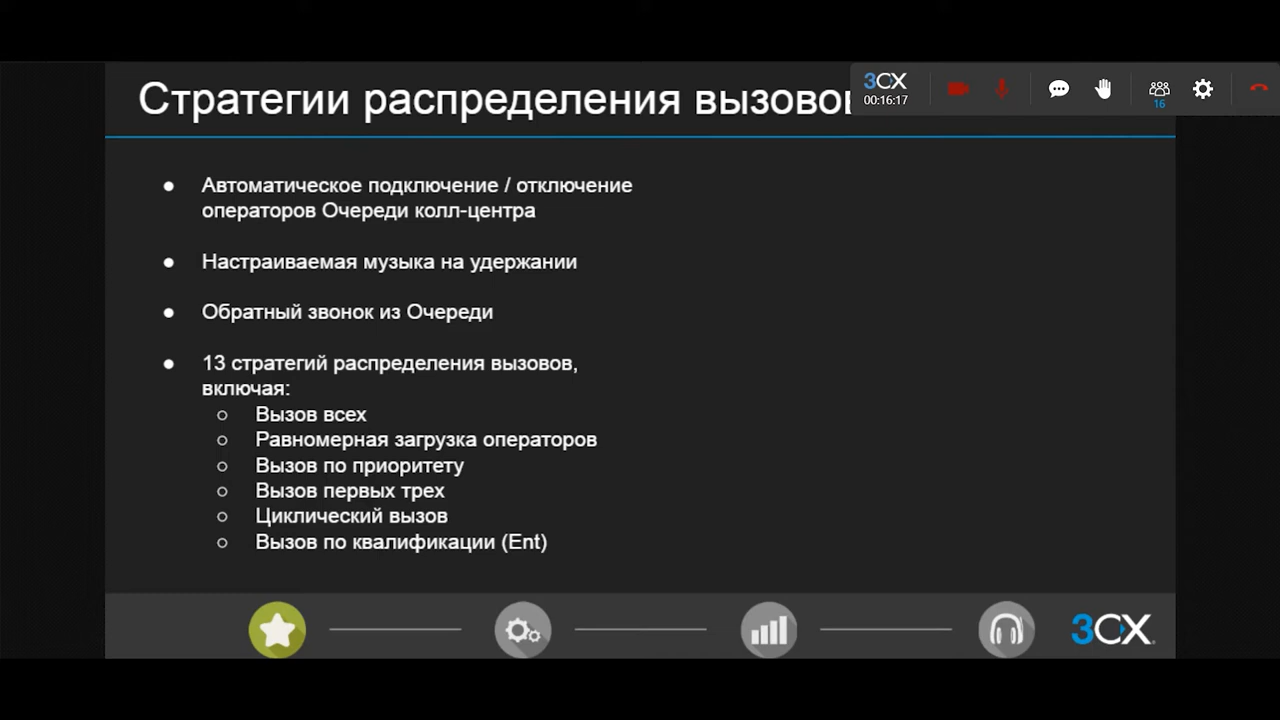 Стратегии распределения вызовов
3CX
00:16:17
16
● Автоматическое подключение / отключение
операторов Очереди колл-центра
● Настраиваемая музыка на удержании
● Обратный звонок из Очереди
● 13 стратегий распределения вызовов,
включая:
○ Вызов всех
○ Равномерная загрузка операторов
○ Вызов по приоритету
○ Вызов первых трех
○ Циклический вызов
○ Вызов по квалификации (Ent)
3CX